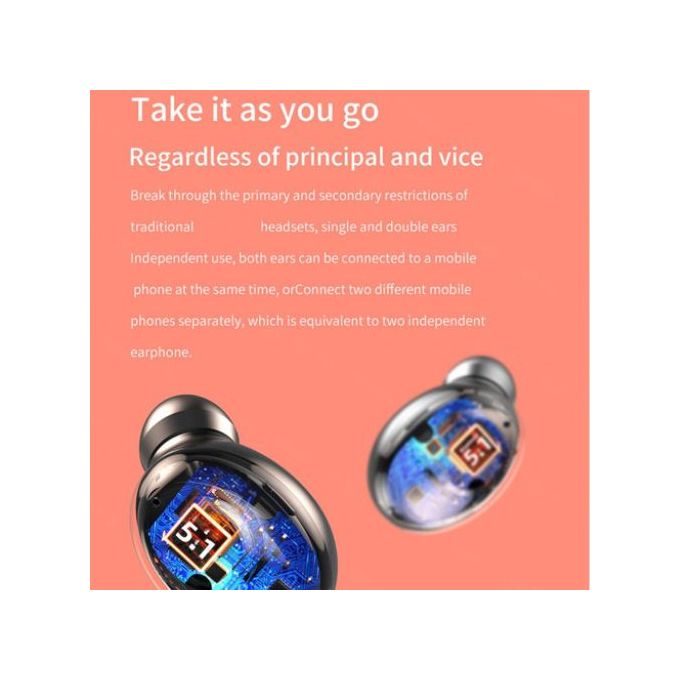 Take it as you go
Regardless of principal and vice
Break through the primary and secondary restrictions of
traditional headsets, single and double ears
Independent use, both ears can be connected to a mobile
phone at the same time, orConnect two different mobile
phones separately, which is equivalent to two independent
earphone.
5.1
5.1